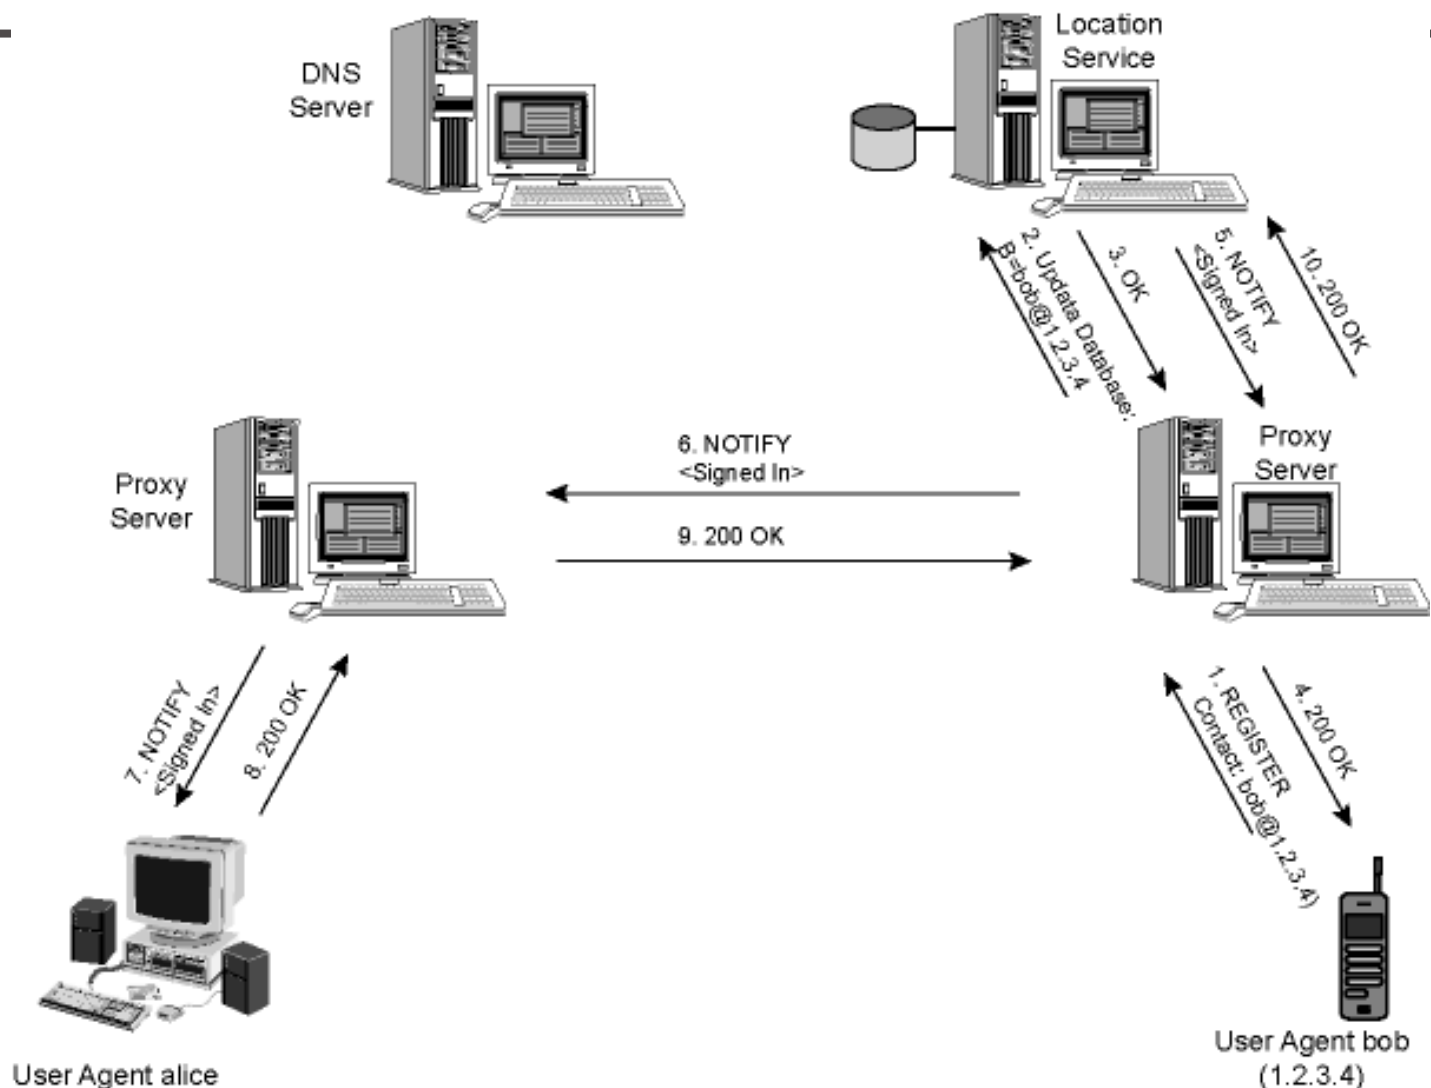 DNS
Server
Location
Service
2. Updata Database:
B=bob@1.2.3.4
3. OK
5. NOTIFY
<Signed In>
10. 200 OK
6. NOTIFY
<Signed In>
9. 200 OK
Proxy
Server
Proxy
Server
7. NOTIFY
<Signed In>
8. 200 OK
1. REGISTER
Contact: bob@1.2.3.4)
4. 200 OK
User Agent alice
User Agent bob
(1.2.3.4)